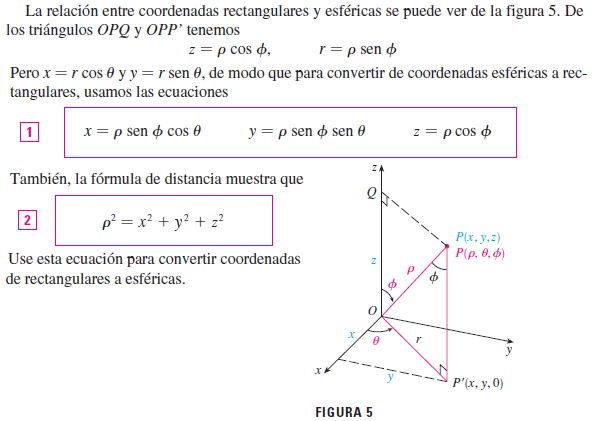 La relación entre coordenadas rectangulares y esféricas se puede ver de la figura 5. De
los triángulos OPQ y OPP’ tenemos
z = ρ cos ϕ,    r = ρ sen ϕ
Pero x = r cos θ y y = r sen θ, de modo que para convertir de coordenadas esféricas a rec-
tangulares, usamos las ecuaciones
1    x = ρ sen ϕ cos θ    y = ρ sen ϕ sen θ    z = ρ cos ϕ
También, la fórmula de distancia muestra que
2    ρ² = x² + y² + z²
Use esta ecuación para convertir coordenadas
de rectangulares a esféricas.
z
Q
P(x, y, z)
P(ρ, θ, ϕ)
z
ρ
ϕ
ϕ
O
x
θ
r
y
x
y
P′(x, y, 0)
FIGURA 5